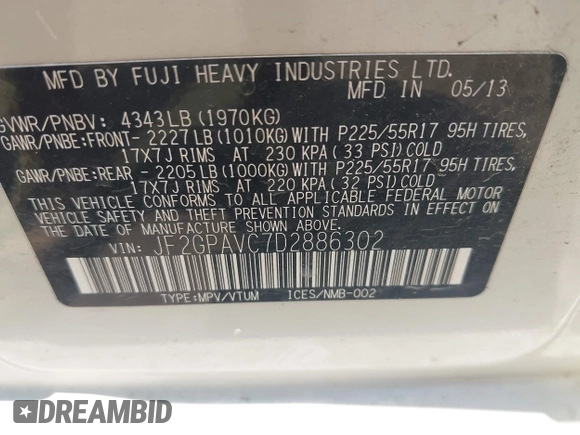 MFD BY FUJI HEAVY INDUSTRIES LTD.
MFD IN 05/13
GVWR/PNBV: 4343LB (1970KG)
GAWR/PNBE:FRONT- 2227LB (1010KG) WITH P225/55R17 95H TIRES,
17X7J RIMS AT 230 KPA (33 PSI) COLD
GAWR/PNBE:REAR - 2205 LB (1000KG) WITH P225/55R17 95H TIRES,
17X7J RIMS AT 220 KPA (32 PSI) COLD
THIS VEHICLE CONFORMS TO ALL APPLICABLE FEDERAL MOTOR
VEHICLE SAFETY AND THEFT PREVENTION STANDARDS IN EFFECT ON
THE DATE OF MANUFACTURE SHOWN ABOVE.
VIN: JF2GPAVC7D2886302
TYPE:MPV/VTUM ICES/NMB-002
DREAMBID